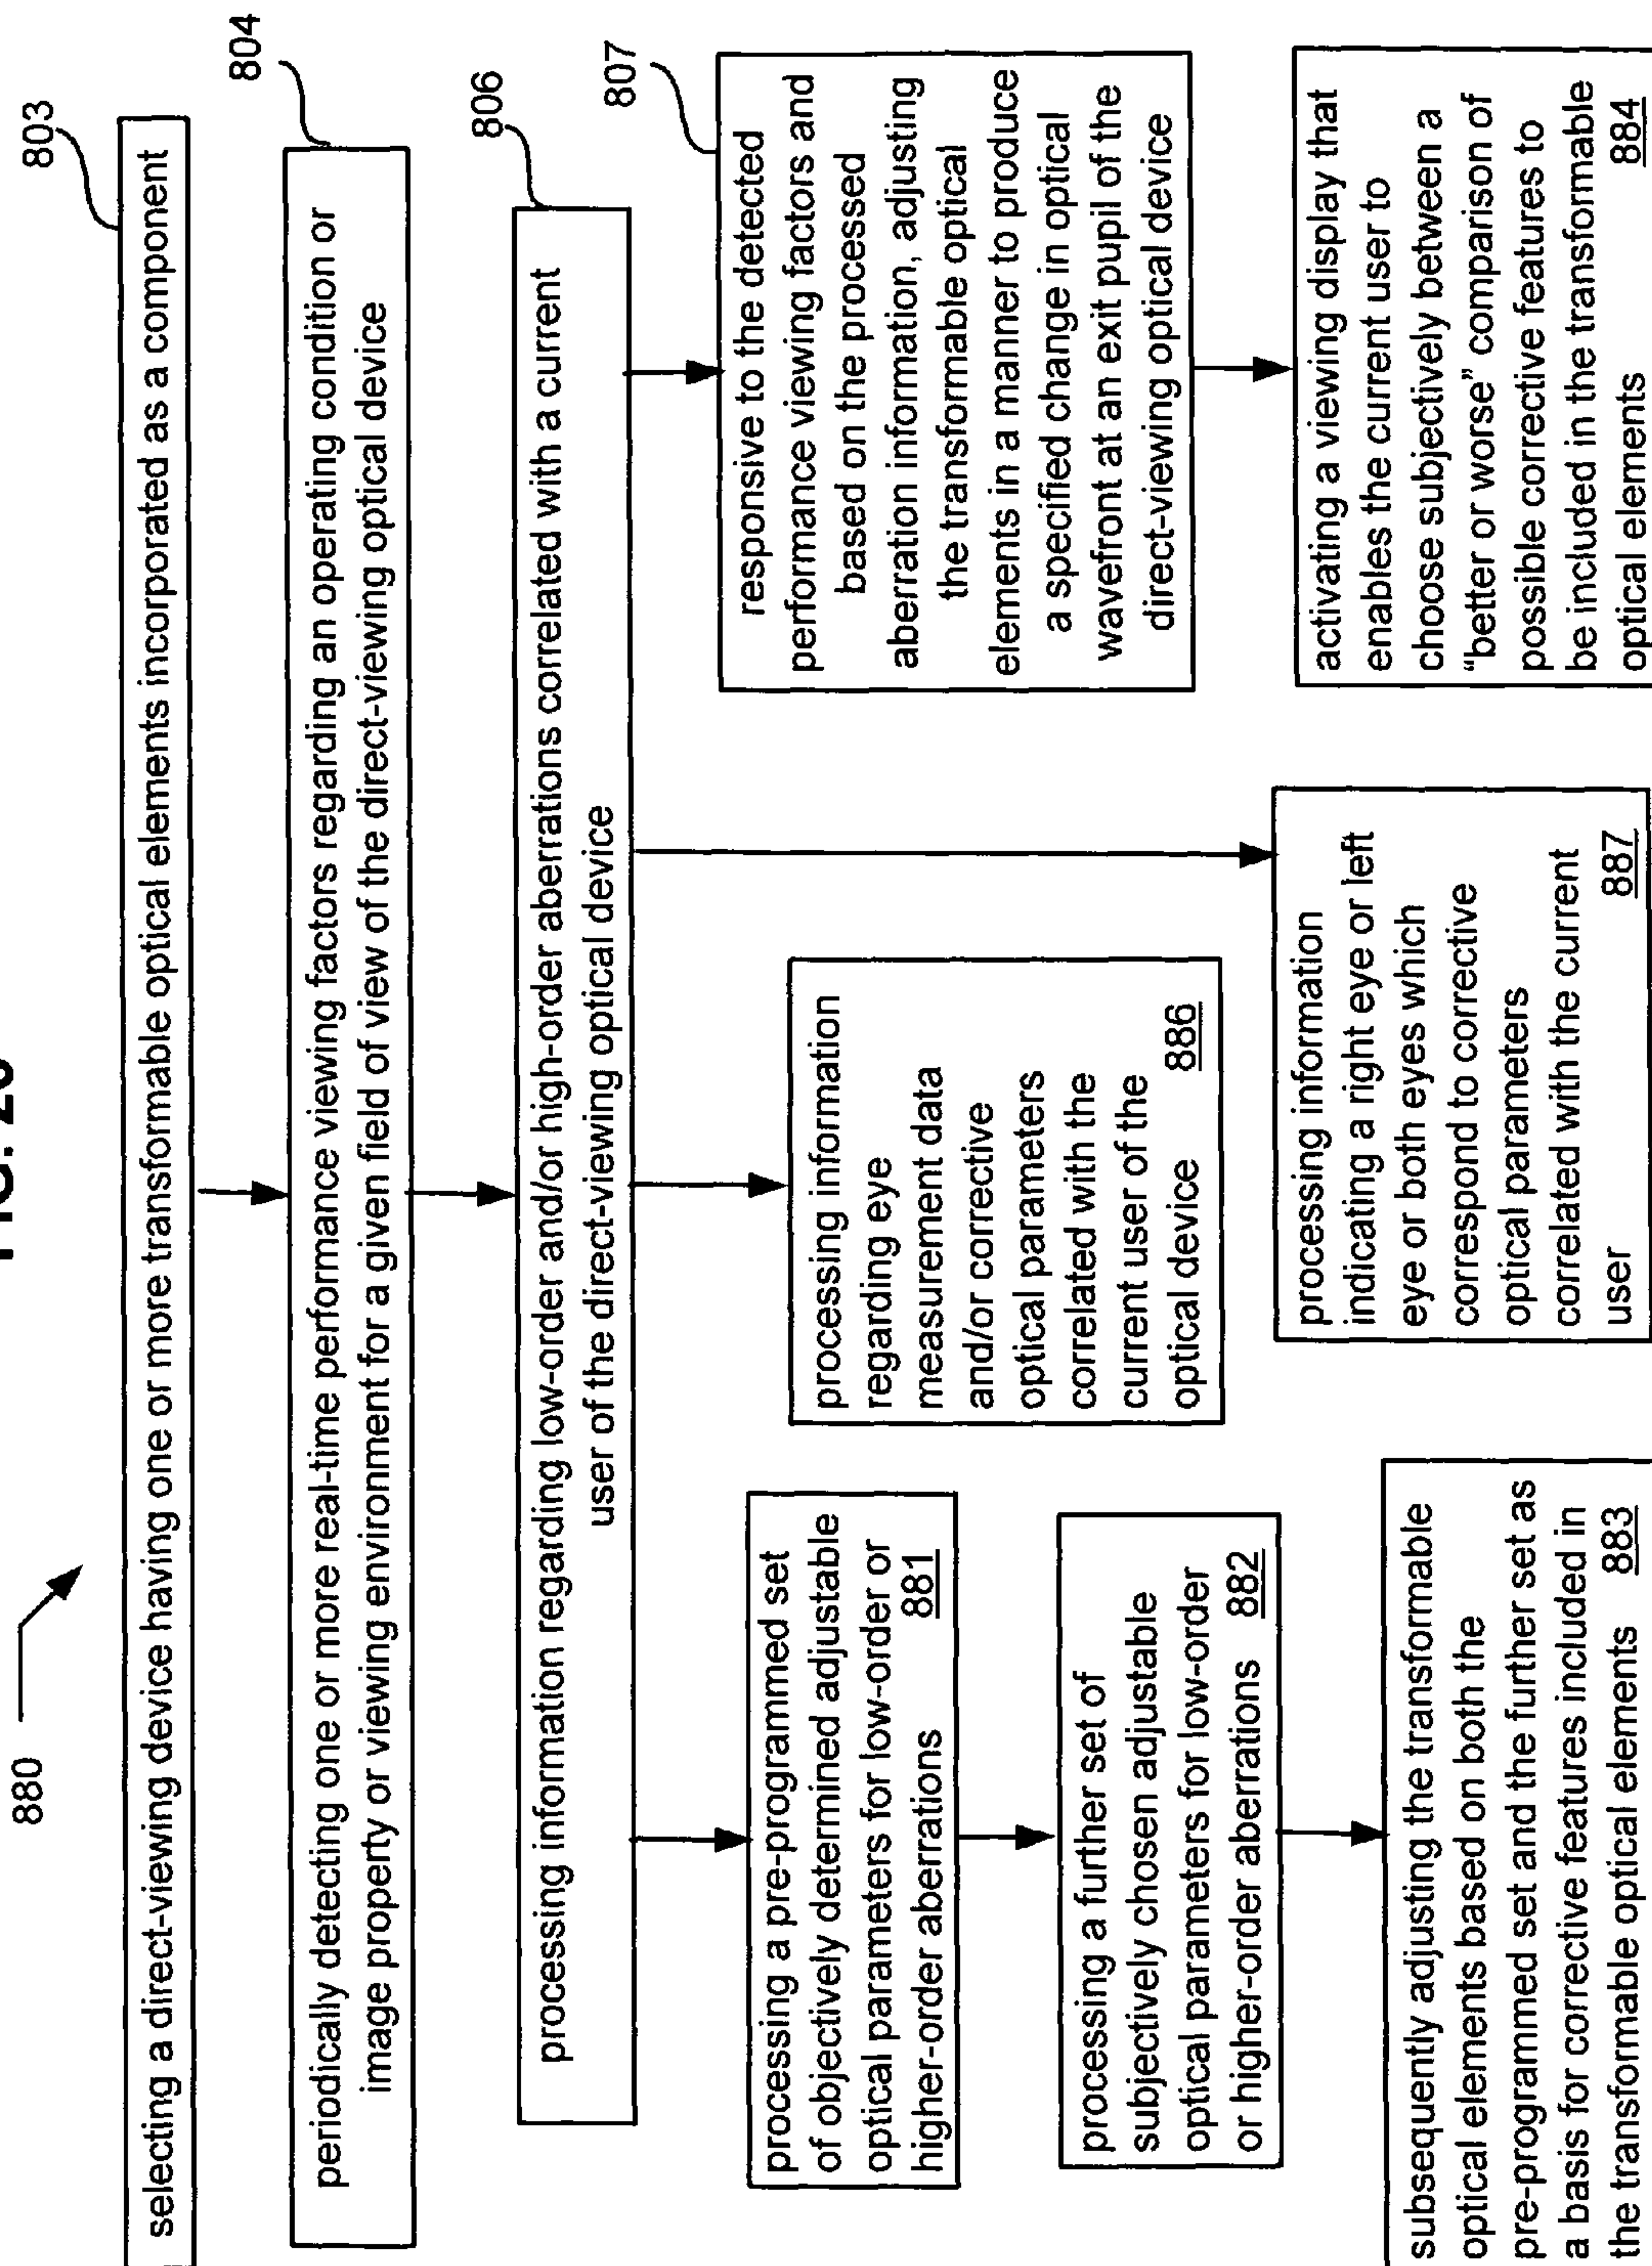 880
803
selecting a direct-viewing device having one or more transformable optical elements incorporated as a component
804
periodically detecting one or more real-time performance viewing factors regarding an operating condition or
image property or viewing environment for a given field of view of the direct-viewing optical device
806
processing information regarding low-order and/or high-order aberrations correlated with a current
user of the direct-viewing optical device
807
processing a pre-programmed set
of objectively determined adjustable
optical parameters for low-order or
higher-order aberrations 881
processing a further set of
subjectively chosen adjustable
optical parameters for low-order
or higher-order aberrations 882
subsequently adjusting the transformable
optical elements based on both the
pre-programmed set and the further set as
a basis for corrective features included in
the transformable optical elements 883
processing information
regarding eye
measurement data
and/or corrective
optical parameters
correlated with the
current user of the
optical device 886
processing information
indicating a right eye or left
eye or both eyes which
correspond to corrective
optical parameters
correlated with the current
user 887
responsive to the detected
performance viewing factors and
based on the processed
aberration information, adjusting
the transformable optical
elements in a manner to produce
a specified change in optical
wavefront at an exit pupil of the
direct-viewing optical device
activating a viewing display that
enables the current user to
choose subjectively between a
“better or worse” comparison of
possible corrective features to
be included in the transformable
optical elements 884